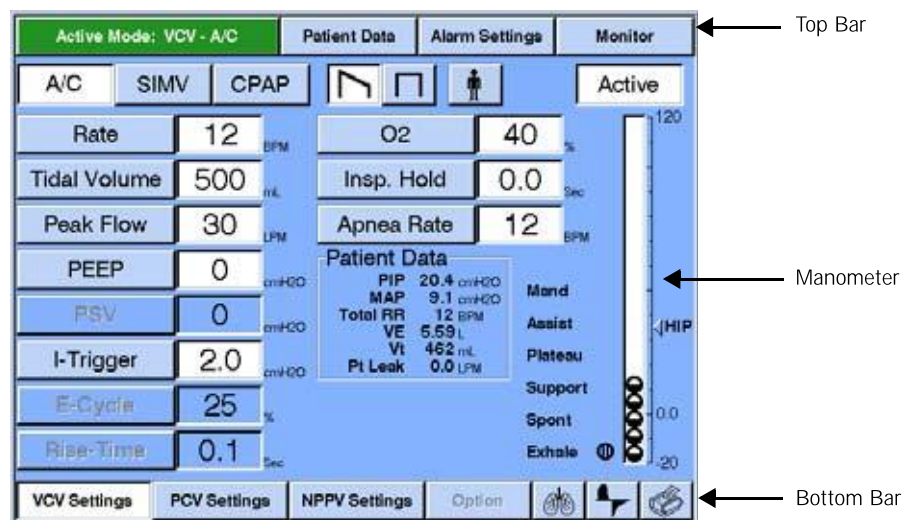 Active Mode: VCV - A/C Patient Data Alarm Settings Monitor Top Bar
A/C SIMV CPAP Active
120
Rate 12 BPM O2 40 %
Tidal Volume 500 mL Insp. Hold 0.0 Sec
Peak Flow 30 LPM Apnea Rate 12 BPM
PEEP 0 cmH2O
Patient Data
PIP 20.4 cmH2O
MAP 9.1 cmH2O
Total RR 12 BPM
VE 5.59 L
Vt 462 mL
Pt Leak 0.0 LPM
Mand
Assist
Plateau
Support
Spont
Exhale
Manometer
HIP
PSV 0 cmH2O
I-Trigger 2.0 cmH2O
E-Cycle 25 %
0.0
Rise-Time 0.1 Sec
-20
VCV Settings PCV Settings NPPV Settings Option Bottom Bar